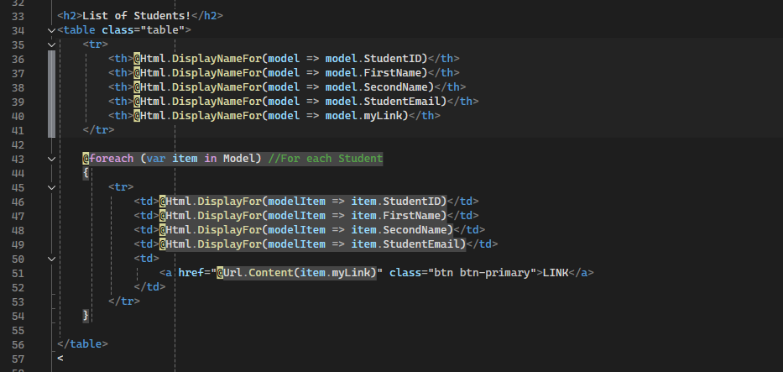 32
33 <h2>List of Students!</h2>
34 <table class="table">
35 <tr>
36 <th>@Html.DisplayNameFor(model => model.StudentID)</th>
37 <th>@Html.DisplayNameFor(model => model.FirstName)</th>
38 <th>@Html.DisplayNameFor(model => model.SecondName)</th>
39 <th>@Html.DisplayNameFor(model => model.StudentEmail)</th>
40 <th>@Html.DisplayNameFor(model => model.myLink)</th>
41 </tr>
42
43 @foreach (var item in Model) //For each Student
44 {
45 <tr>
46 <td>@Html.DisplayFor(modelItem => item.StudentID)</td>
47 <td>@Html.DisplayFor(modelItem => item.FirstName)</td>
48 <td>@Html.DisplayFor(modelItem => item.SecondName)</td>
49 <td>@Html.DisplayFor(modelItem => item.StudentEmail)</td>
50 <td>
51 <a href="@Url.Content(item.myLink)" class="btn btn-primary">LINK</a>
52 </td>
53 </tr>
54 }
55
56 </table>
57 <
58